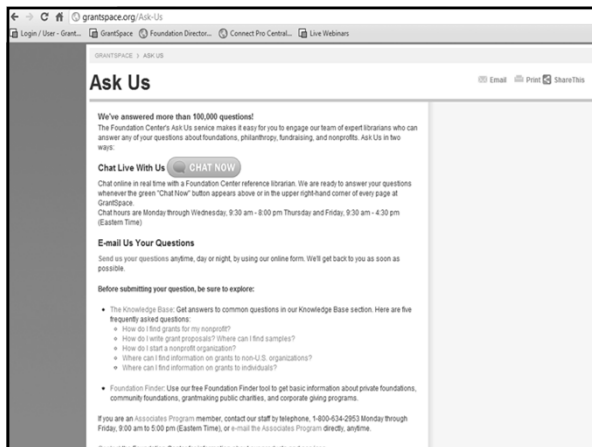 grantspace.org/Ask-Us
Login / User - Grant... GrantSpace Foundation Director... Connect Pro Central... Live Webinars
GRANTSPACE > ASK US
Ask Us
Email Print ShareThis
We've answered more than 100,000 questions!
The Foundation Center's Ask Us service makes it easy for you to engage our team of expert librarians who can
answer any of your questions about foundations, philanthropy, fundraising, and nonprofits. Ask Us in two
ways:
Chat Live With Us CHAT NOW
Chat online in real time with a Foundation Center reference librarian. We are ready to answer your questions
whenever the green "Chat Now" button appears above or in the upper right-hand corner of every page at
GrantSpace.
Chat hours are Monday through Wednesday, 9:30 am - 8:00 pm Thursday and Friday, 9:30 am - 4:30 pm
(Eastern Time)
E-mail Us Your Questions
Send us your questions anytime, day or night, by using our online form. We'll get back to you as soon as
possible.
Before submitting your question, be sure to explore:
• The Knowledge Base: Get answers to common questions in our Knowledge Base section. Here are five
frequently asked questions:
How do I find grants for my nonprofit?
How do I write grant proposals? Where can I find samples?
How do I start a nonprofit organization?
Where can I find information on grants to non-U.S. organizations?
Where can I find information on grants to individuals?
• Foundation Finder: Use our free Foundation Finder tool to get basic information about private foundations,
community foundations, grantmaking public charities, and corporate giving programs.
If you are an Associates Program member, contact our staff by telephone, 1-800-634-2953 Monday through
Friday, 9:00 am to 5:00 pm (Eastern Time), or e-mail the Associates Program directly, anytime.